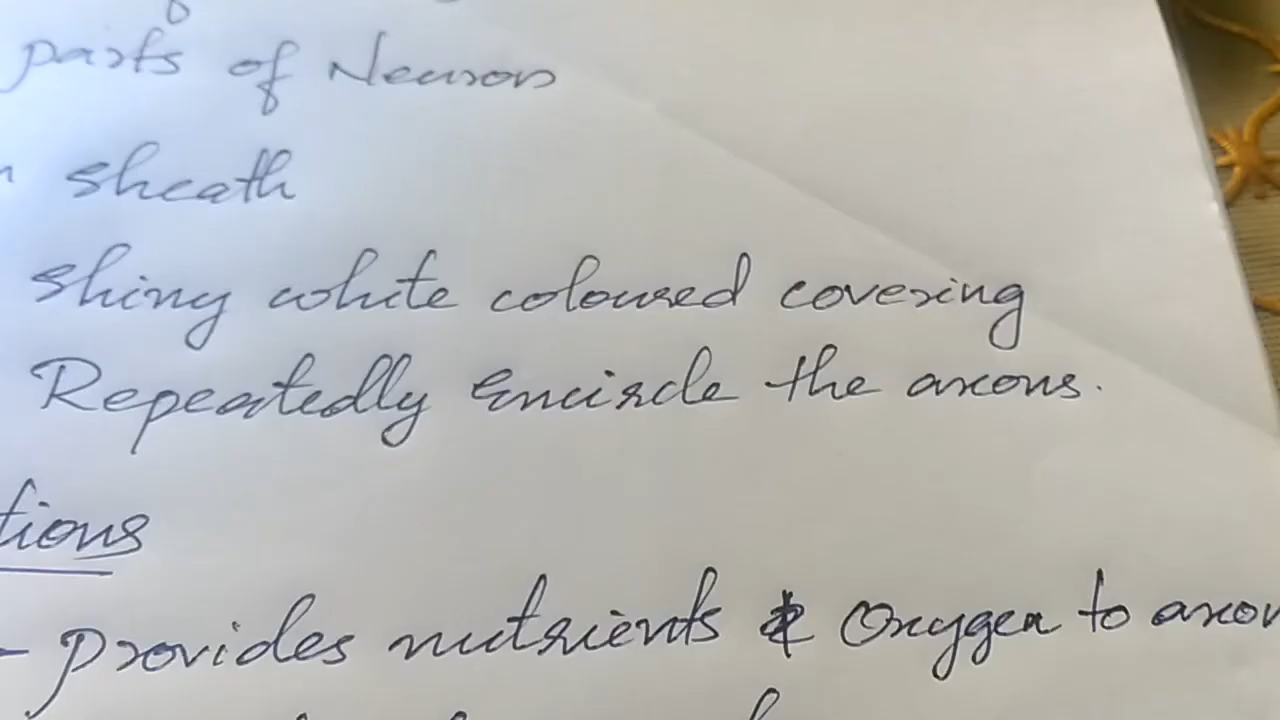 parts of Neuron
sheath
shiny white coloured covering
Repeatedly Encircle the axons.
tions
- provides nutrients & Oxygen to axon